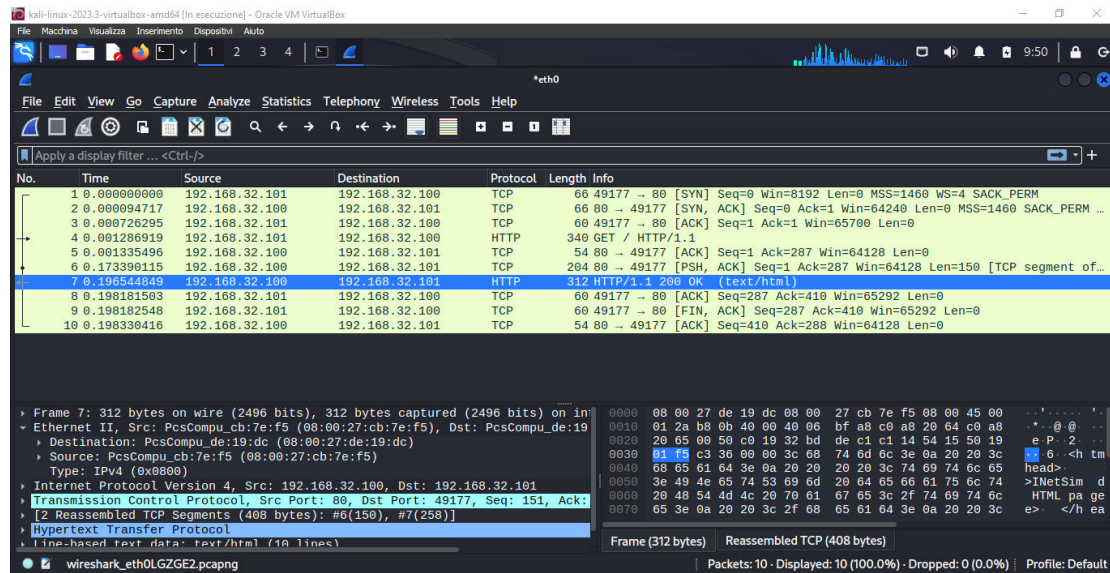 kali-linux-2023.3-virtualbox-amd64 [In esecuzione] - Oracle VM VirtualBox
File Macchina Visualizza Inserimento Dispositivi Aiuto
1 2 3 4 9:50
*eth0
File Edit View Go Capture Analyze Statistics Telephony Wireless Tools Help
Apply a display filter ... <Ctrl-/>
No. Time Source Destination Protocol Length Info
1 0.000000000 192.168.32.101 192.168.32.100 TCP 66 49177 → 80 [SYN] Seq=0 Win=8192 Len=0 MSS=1460 WS=4 SACK_PERM
2 0.000094717 192.168.32.100 192.168.32.101 TCP 66 80 → 49177 [SYN, ACK] Seq=0 Ack=1 Win=64240 Len=0 MSS=1460 SACK_PERM …
3 0.000726295 192.168.32.101 192.168.32.100 TCP 60 49177 → 80 [ACK] Seq=1 Ack=1 Win=65700 Len=0
4 0.001286919 192.168.32.101 192.168.32.100 HTTP 340 GET / HTTP/1.1
5 0.001335496 192.168.32.100 192.168.32.101 TCP 54 80 → 49177 [ACK] Seq=1 Ack=287 Win=64128 Len=0
6 0.173390115 192.168.32.100 192.168.32.101 TCP 204 80 → 49177 [PSH, ACK] Seq=1 Ack=287 Win=64128 Len=150 [TCP segment of…
7 0.196544849 192.168.32.100 192.168.32.101 HTTP 312 HTTP/1.1 200 OK (text/html)
8 0.198181503 192.168.32.101 192.168.32.100 TCP 60 49177 → 80 [ACK] Seq=287 Ack=410 Win=65292 Len=0
9 0.198182548 192.168.32.101 192.168.32.100 TCP 60 49177 → 80 [FIN, ACK] Seq=287 Ack=410 Win=65292 Len=0
10 0.198330416 192.168.32.100 192.168.32.101 TCP 54 80 → 49177 [ACK] Seq=410 Ack=288 Win=64128 Len=0
Frame 7: 312 bytes on wire (2496 bits), 312 bytes captured (2496 bits) on int
Ethernet II, Src: PcsCompu_cb:7e:f5 (08:00:27:cb:7e:f5), Dst: PcsCompu_de:19
Destination: PcsCompu_de:19:dc (08:00:27:de:19:dc)
Source: PcsCompu_cb:7e:f5 (08:00:27:cb:7e:f5)
Type: IPv4 (0x0800)
Internet Protocol Version 4, Src: 192.168.32.100, Dst: 192.168.32.101
Transmission Control Protocol, Src Port: 80, Dst Port: 49177, Seq: 151, Ack:
[2 Reassembled TCP Segments (408 bytes): #6(150), #7(258)]
Hypertext Transfer Protocol
Line-based text data: text/html (10 lines)
0000 08 00 27 de 19 dc 08 00 27 cb 7e f5 08 00 45 00 ··'····· '·
0010 01 2a b8 0b 40 00 40 06 bf a8 c0 a8 20 64 c0 a8 ·*··@·@·
0020 20 65 00 50 c0 19 32 bd de c1 c1 14 54 15 50 19 e·P··2·
0030 01 f5 c3 36 00 00 3c 68 74 6d 6c 3e 0a 20 20 3c ···6··<h tm
0040 68 65 61 64 3e 0a 20 20 20 20 3c 74 69 74 6c 65 head>·
0050 3e 49 4e 65 74 53 69 6d 20 64 65 66 61 75 6c 74 >INetSim d
0060 20 48 54 4d 4c 20 70 61 67 65 3c 2f 74 69 74 6c HTML pa ge
0070 65 3e 0a 20 20 3c 2f 68 65 61 64 3e 0a 20 20 3c e>· </h ea
Frame (312 bytes) Reassembled TCP (408 bytes)
wireshark_eth0LGZGE2.pcapng Packets: 10 · Displayed: 10 (100.0%) · Dropped: 0 (0.0%) Profile: Default